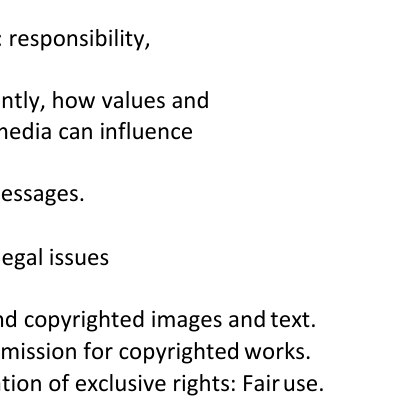 : responsibility,
ntly, how values and
media can influence
essages.
egal issues
nd copyrighted images and text.
mission for copyrighted works.
tion of exclusive rights: Fair use.